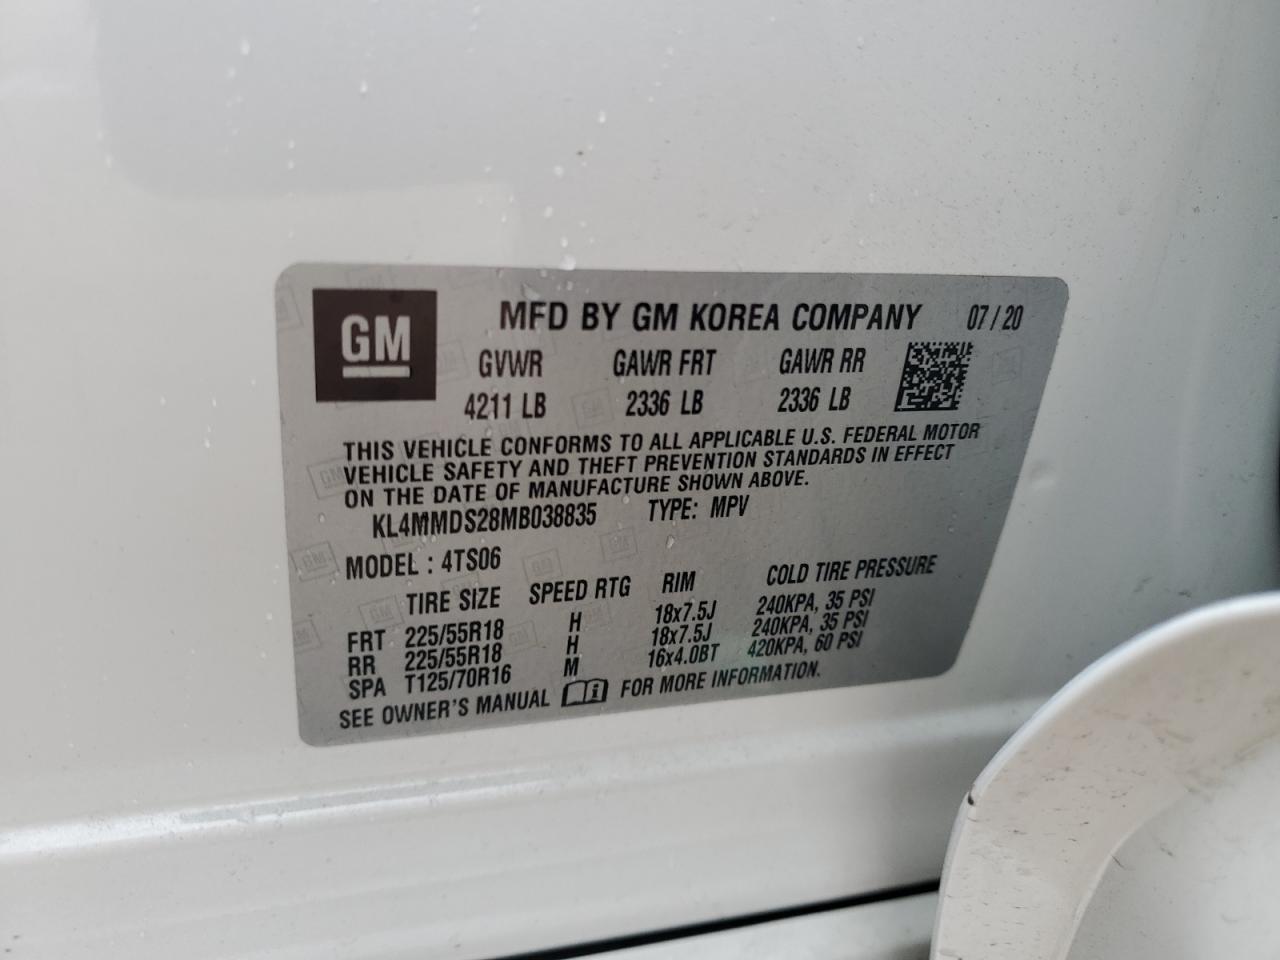 GM
MFD BY GM KOREA COMPANY 07/20
GVWR GAWR FRT GAWR RR
4211 LB 2336 LB 2336 LB
THIS VEHICLE CONFORMS TO ALL APPLICABLE U.S. FEDERAL MOTOR
VEHICLE SAFETY AND THEFT PREVENTION STANDARDS IN EFFECT
ON THE DATE OF MANUFACTURE SHOWN ABOVE.
KL4MMDS28MB038835 TYPE: MPV
MODEL : 4TS06
TIRE SIZE SPEED RTG RIM COLD TIRE PRESSURE
FRT 225/55R18 H 18x7.5J 240KPA, 35 PSI
RR 225/55R18 H 18x7.5J 240KPA, 35 PSI
SPA T125/70R16 M 16x4.0BT 420KPA, 60 PSI
SEE OWNER'S MANUAL FOR MORE INFORMATION.